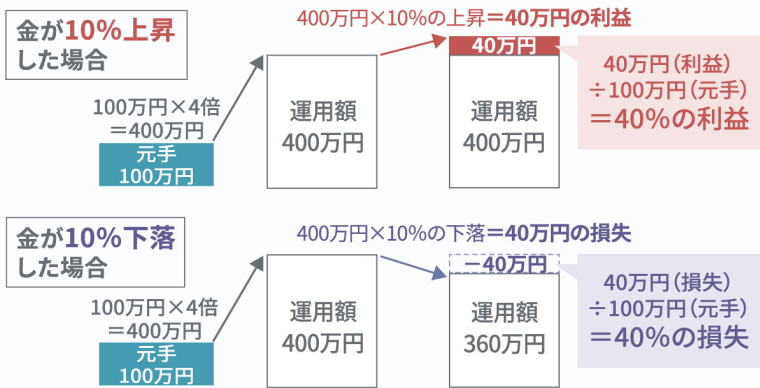 金が10%上昇
した場合
400万円×10%の上昇＝40万円の利益
100万円×4倍
＝400万円
元手
100万円
運用額
400万円
40万円
運用額
400万円
40万円（利益）
÷100万円（元手）
＝40%の利益
金が10%下落
した場合
400万円×10%の下落＝40万円の損失
100万円×4倍
＝400万円
元手
100万円
運用額
400万円
－40万円
運用額
360万円
40万円（損失）
÷100万円（元手）
＝40%の損失